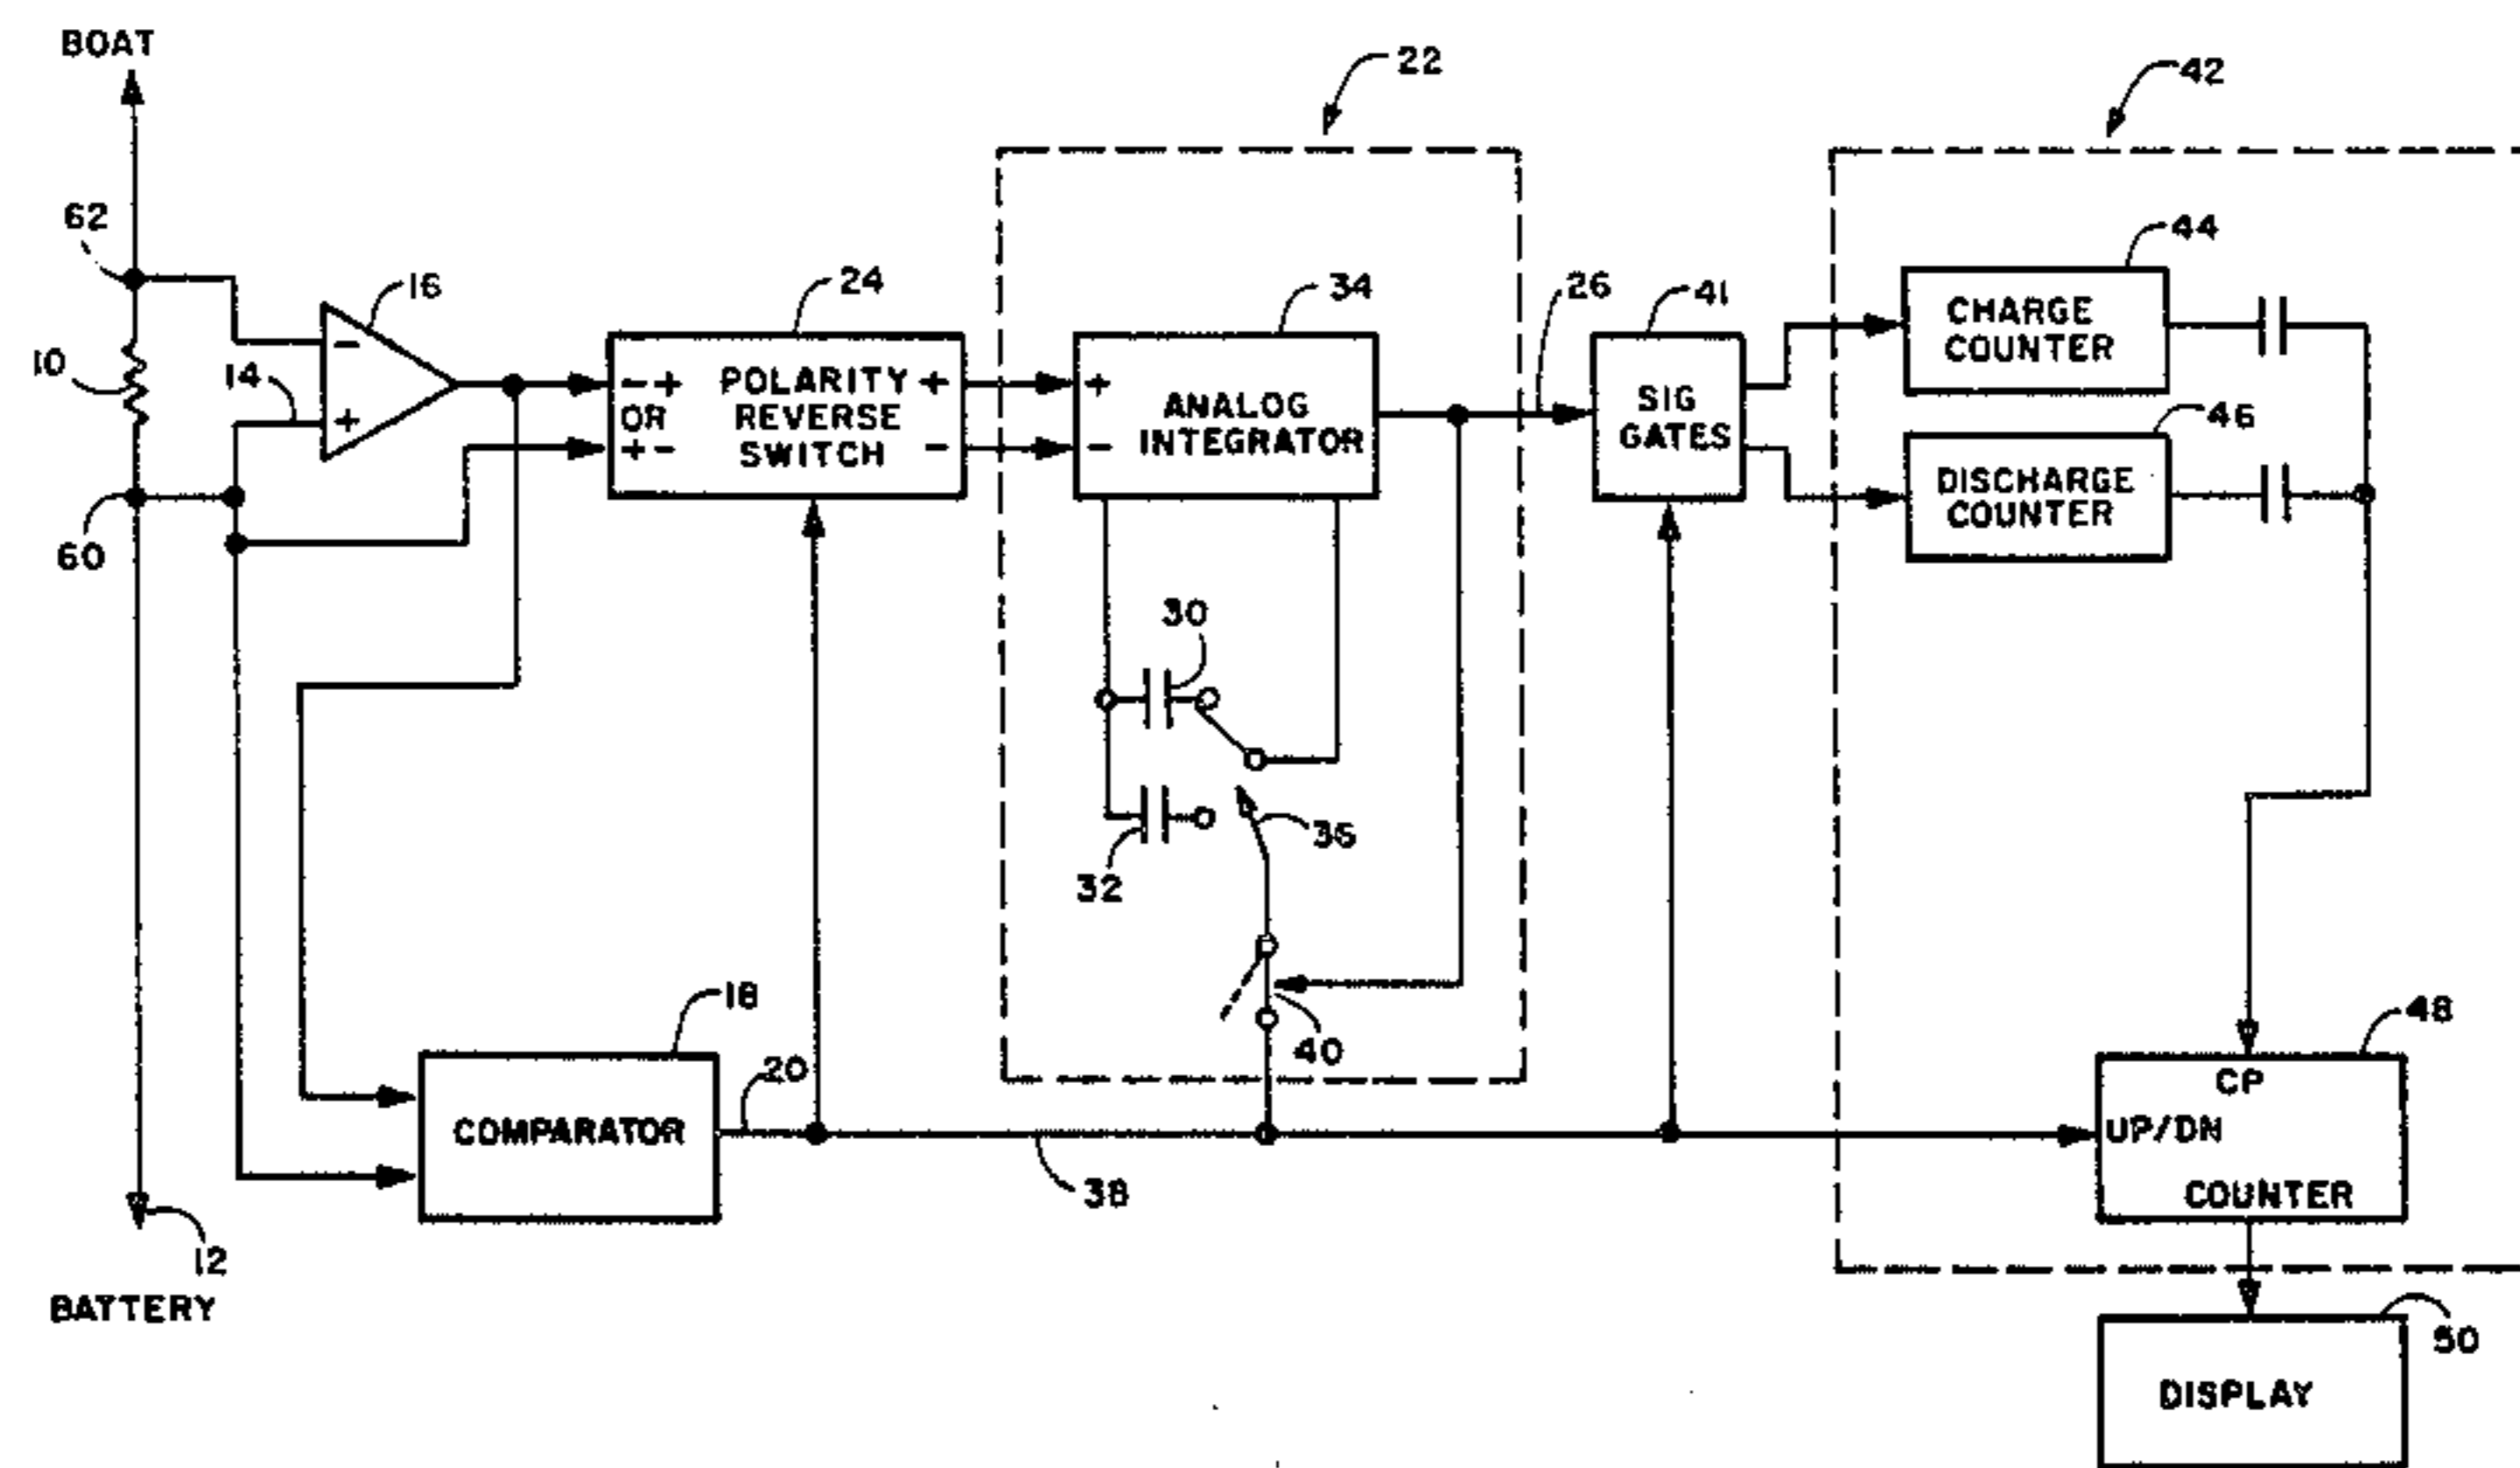 BOAT
22
42
62
44
16
24
34
26
41
10
14
CHARGE
COUNTER
-
+
-+
OR
+-
POLARITY
REVERSE
SWITCH
+
-
+
-
ANALOG
INTEGRATOR
SIG
GATES
46
DISCHARGE
COUNTER
60
30
36
32
18
40
48
20
CP
COMPARATOR
UP/DN
COUNTER
38
12
BATTERY
50
DISPLAY